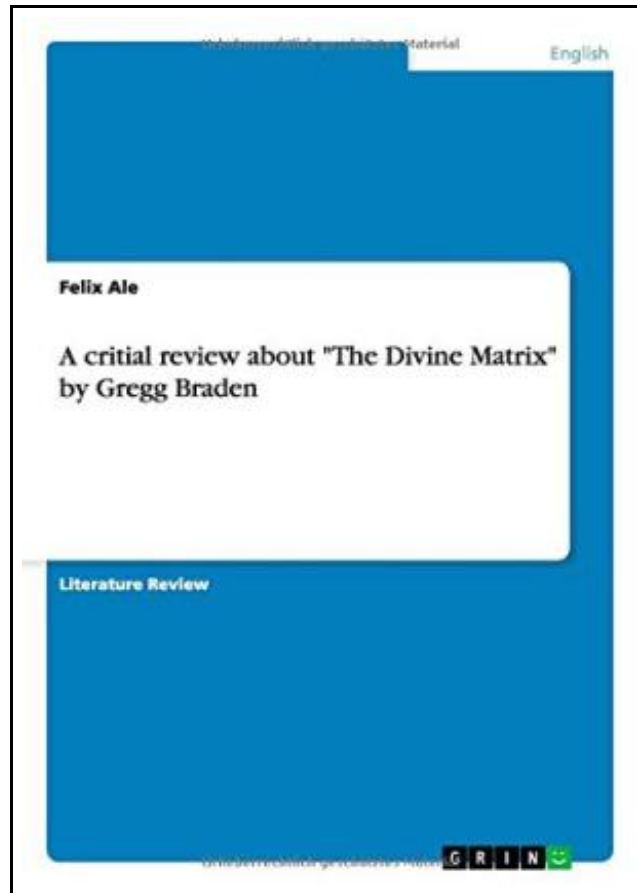 Material
English
Felix Ale
A critial review about "The Divine Matrix"
by Gregg Braden
Literature Review
GRIN